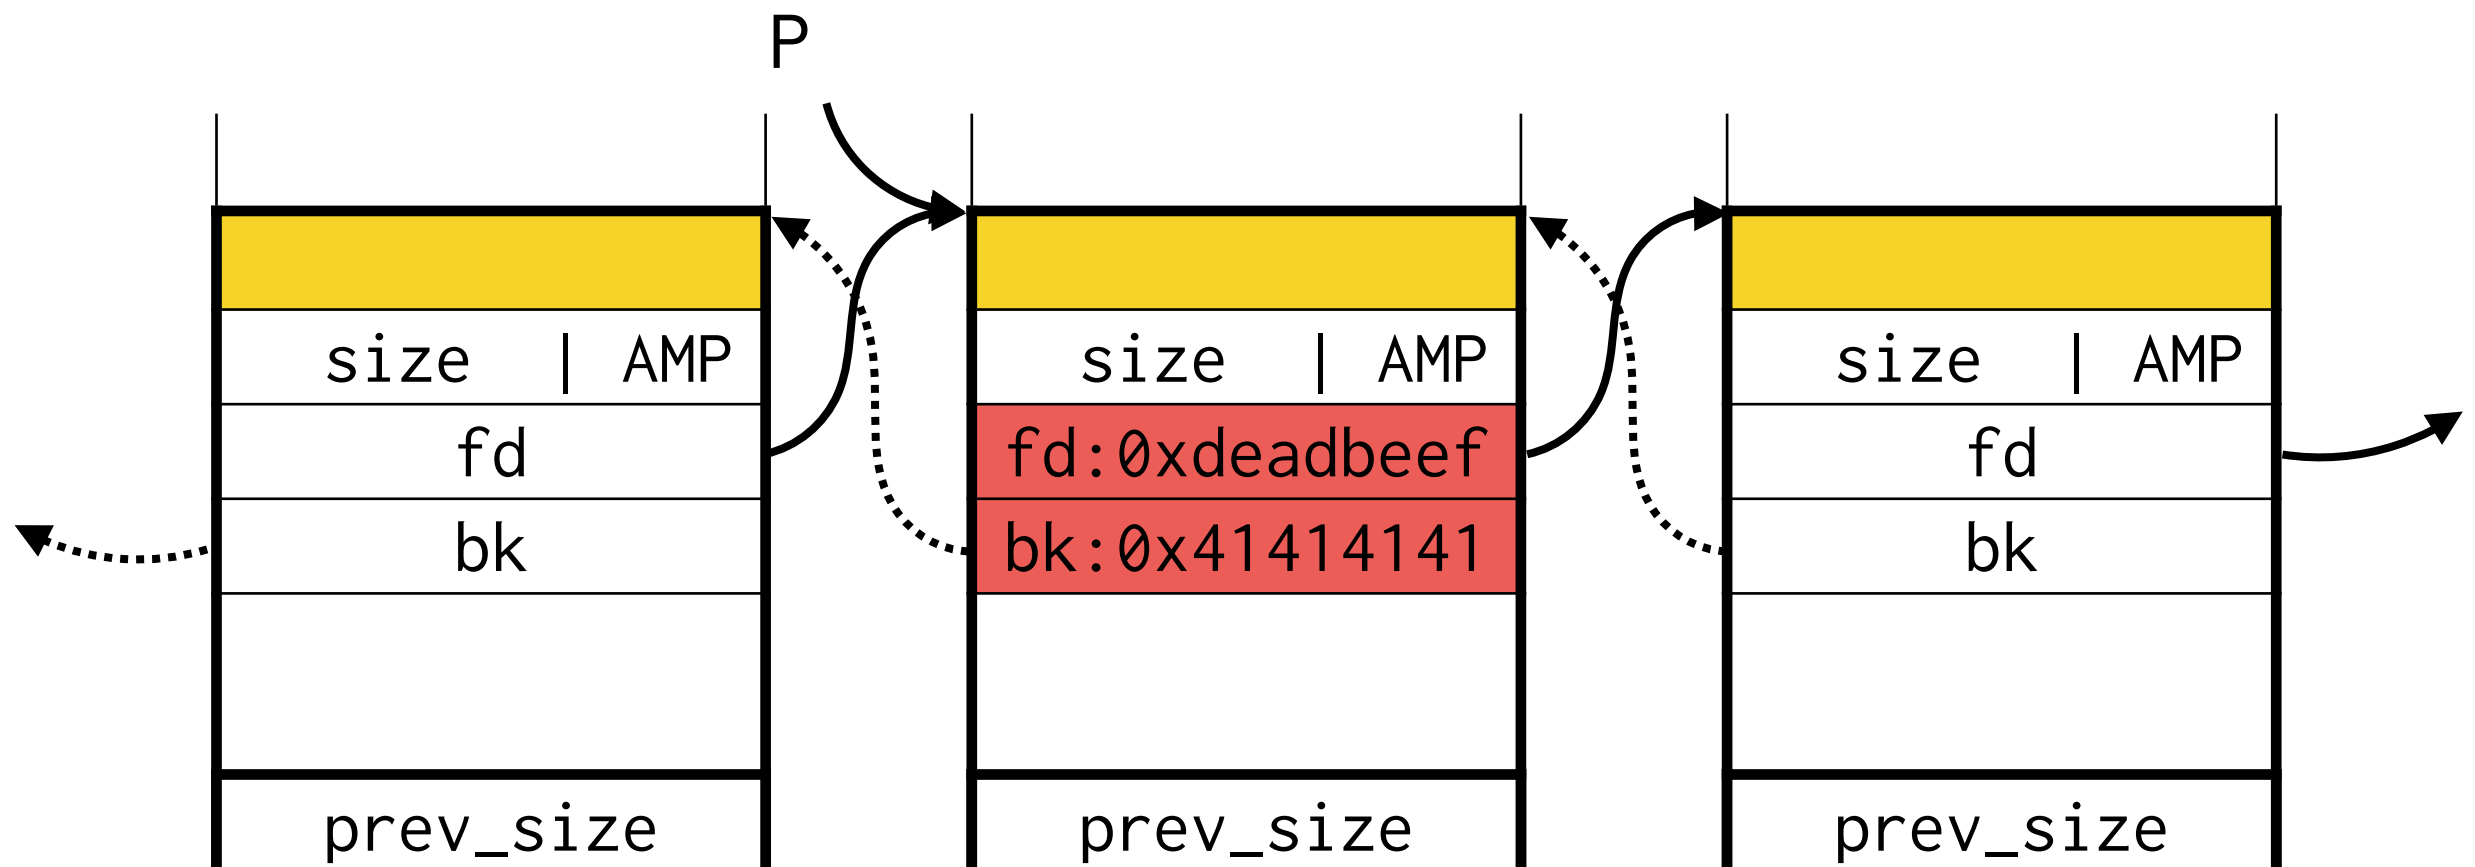 P
size | AMP
size | AMP
size | AMP
fd
fd:0xdeadbeef
fd
bk
bk:0x41414141
bk
prev_size
prev_size
prev_size